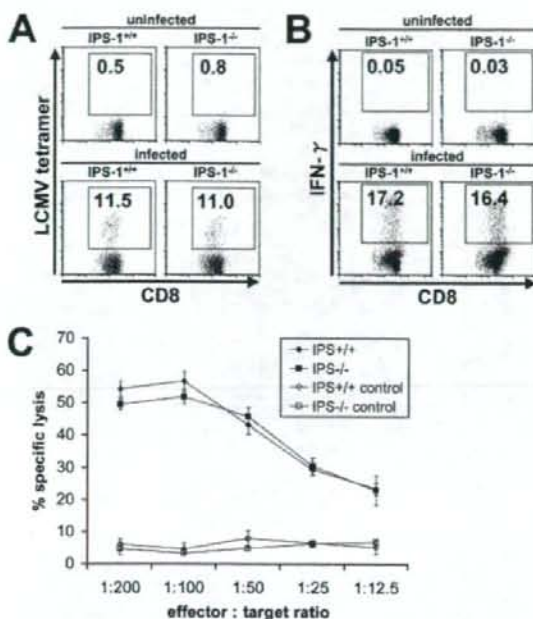 A
uninfected
IPS-1+/+ IPS-1-/-
0.5 0.8
infected
IPS-1+/+ IPS-1-/-
11.5 11.0
LCMV tetramer
CD8
B
uninfected
IPS-1+/+ IPS-1-/-
0.05 0.03
infected
IPS-1+/+ IPS-1-/-
17.2 16.4
IFN-γ
CD8
C
70
60
50
40
30
20
10
0
% specific lysis
IPS+/+
IPS-/-
IPS+/+ control
IPS-/- control
1:200 1:100 1:50 1:25 1:12.5
effector : target ratio